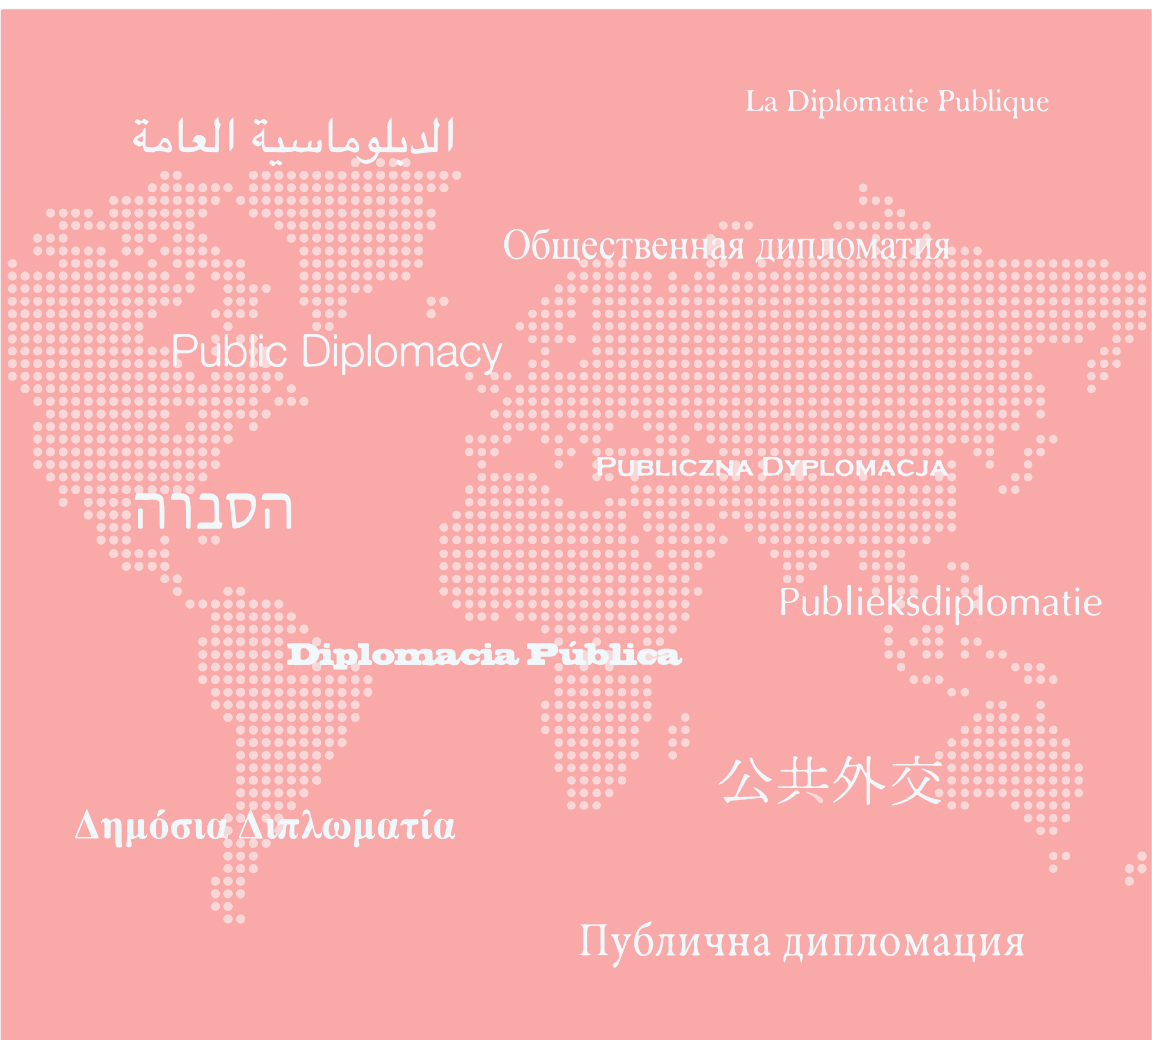 La Diplomatie Publique
الدبلوماسية العامة
Общественная дипломатия
Public Diplomacy
Publiczna Dyplomacja
הסברה
Publieksdiplomatie
Diplomacia Pública
公共外交
Δημόσια Διπλωματία
Публична дипломация